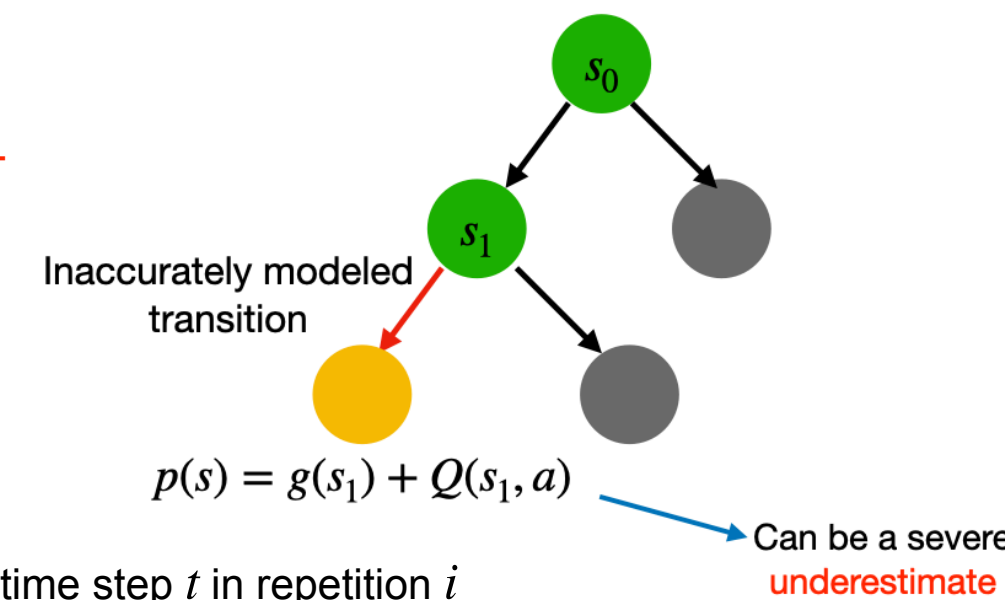 s₀
s₁
Inaccurately modeled
transition
p(s) = g(s₁) + Q(s₁, a)
Can be a severe
underestimate
time step t in repetition i